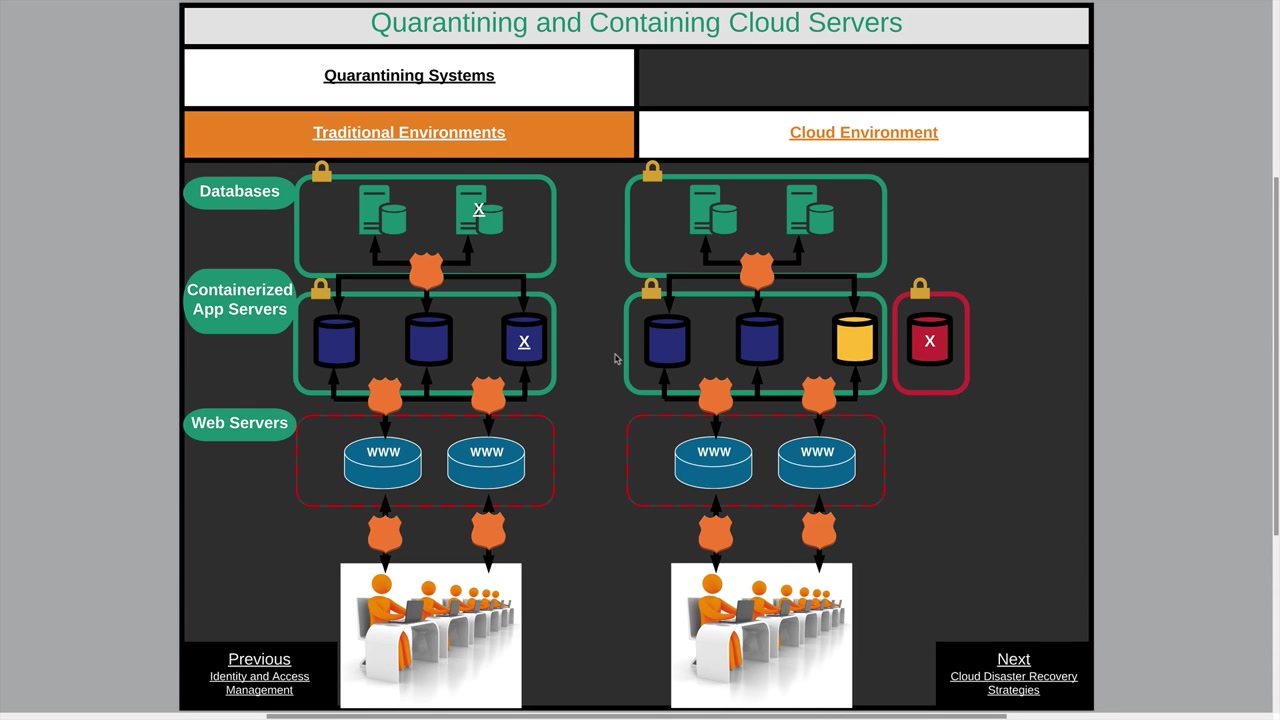 Quarantining and Containing Cloud Servers
Quarantining Systems
Traditional Environments
Cloud Environment
Databases
X
Containerized
App Servers
X
X
Web Servers
WWW
WWW
WWW
WWW
Previous
Identity and Access
Management
Next
Cloud Disaster Recovery
Strategies